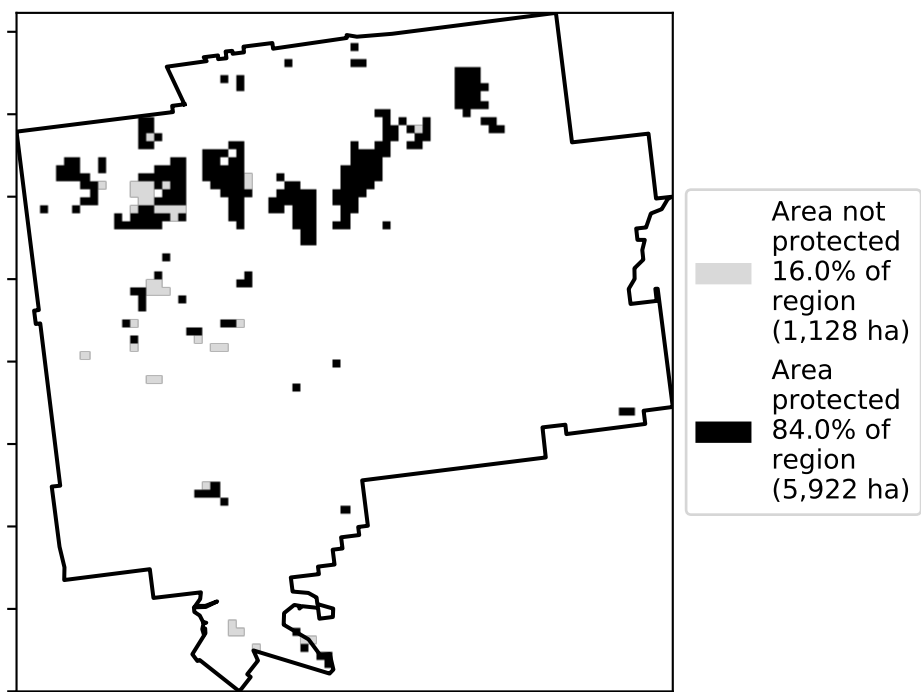 Area not
protected
16.0% of
region
(1,128 ha)
Area
protected
84.0% of
region
(5,922 ha)